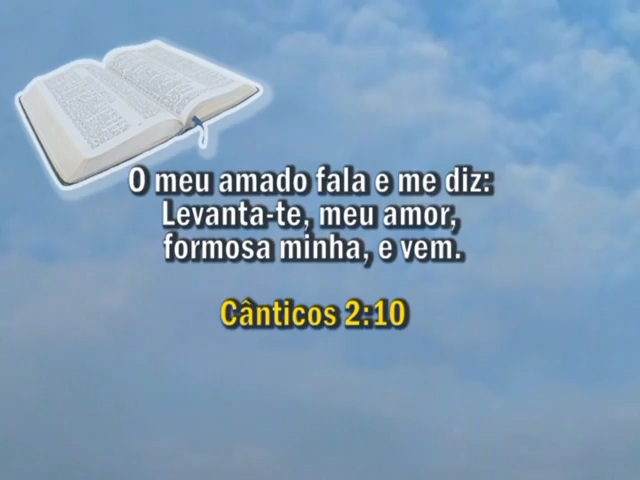 O meu amado fala e me diz:
Levanta-te, meu amor,
formosa minha, e vem.
Cânticos 2:10